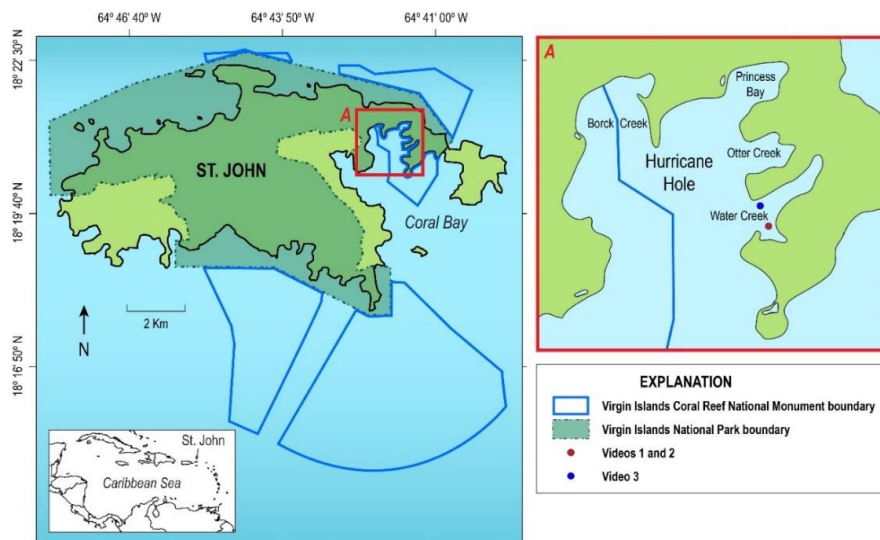 64° 46' 40" W
64° 43' 50" W
64° 41' 00" W
18° 22' 30" N
18° 19' 40" N
18° 16' 50" N
A
ST. JOHN
Coral Bay
N
2 Km
St. John
Caribbean Sea
A
Princess
Bay
Borck Creek
Otter Creek
Hurricane
Hole
Water Creek
EXPLANATION
Virgin Islands Coral Reef National Monument boundary
Virgin Islands National Park boundary
Videos 1 and 2
Video 3